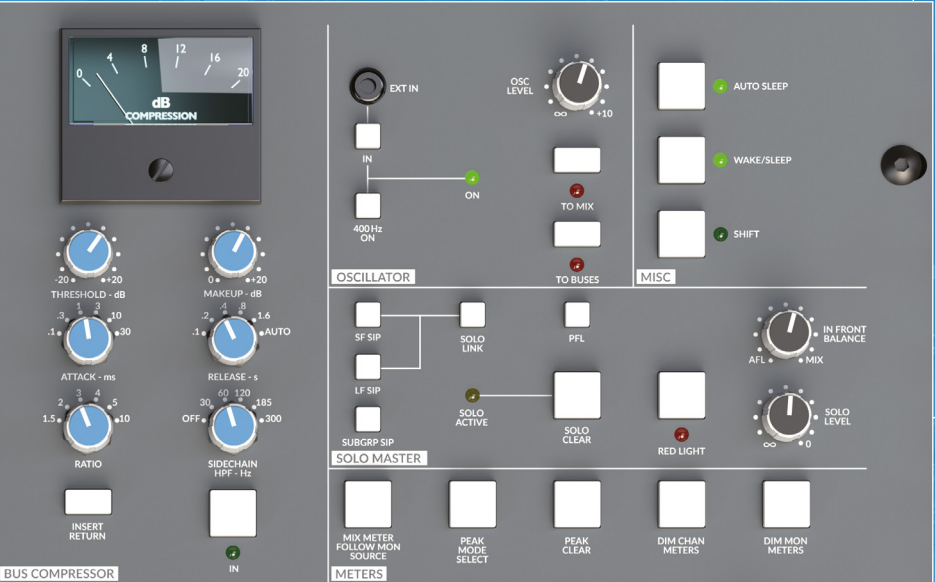 0
4
8
12
16
20
dB
COMPRESSION
-20
+20
THRESHOLD - dB
0
+20
MAKEUP - dB
.1
.3
1
3
10
30
ATTACK - ms
.1
.2
.4
.8
1.6
AUTO
RELEASE - s
1.5
2
3
4
5
10
RATIO
OFF
30
60
120
185
300
SIDECHAIN
HPF - Hz
INSERT
RETURN
IN
BUS COMPRESSOR
EXT IN
IN
400Hz
ON
ON
OSC
LEVEL
∞
+10
TO MIX
TO BUSES
OSCILLATOR
AUTO SLEEP
WAKE/SLEEP
SHIFT
MISC
SF SIP
LF SIP
SUBGRP SIP
SOLO
LINK
SOLO
ACTIVE
PFL
SOLO
CLEAR
RED LIGHT
AFL
MIX
IN FRONT
BALANCE
∞
0
SOLO
LEVEL
SOLO MASTER
MIX METER
FOLLOW MON
SOURCE
PEAK
MODE
SELECT
PEAK
CLEAR
DIM CHAN
METERS
DIM MON
METERS
METERS